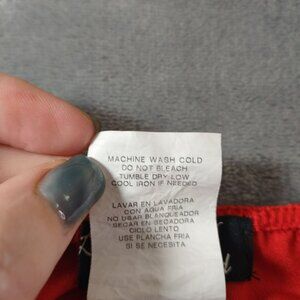 MACHINE WASH COLD
DO NOT BLEACH
TUMBLE DRY LOW
COOL IRON IF NEEDED
LAVAR EN LAVADORA
CON AGUA FRIA
NO USAR BLANQUEADOR
SECAR EN SECADORA
CICLO LENTO
USE PLANCHA FRIA
SI SE NECESITA